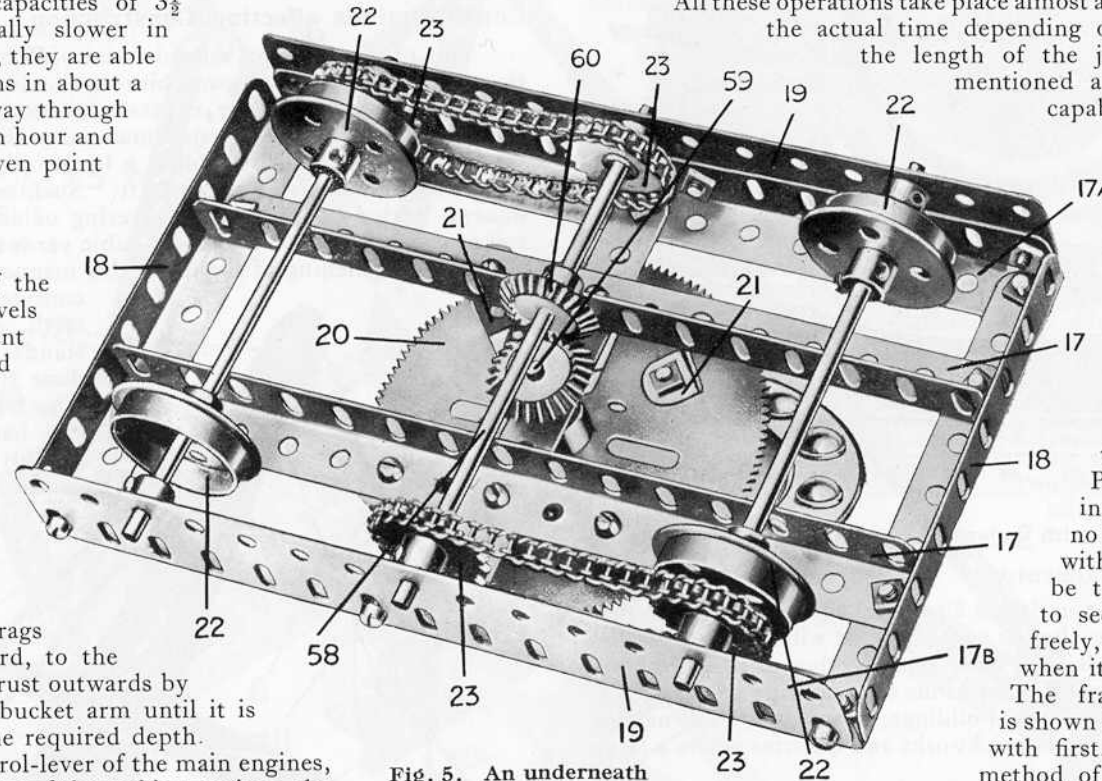 capacities of 3⅜
ally slower in
, they are able
ns in about a
way through
n hour and
ven point
the
vels
nt
d
rags
rd, to the
rust outwards by
bucket arm until it is
e required depth.
rol-lever of the main engines,
All these operations take place almost a
the actual time depending o
the length of the j
mentioned a
capab
22
23
60
23
59
19
22
17A
18
21
20
21
17
18
17
17B
22
58
23
19
23
22
P
in
no
with
be t
to se
freely,
when it
The fra
is shown
with first.
method of
Fig. 5. An underneath